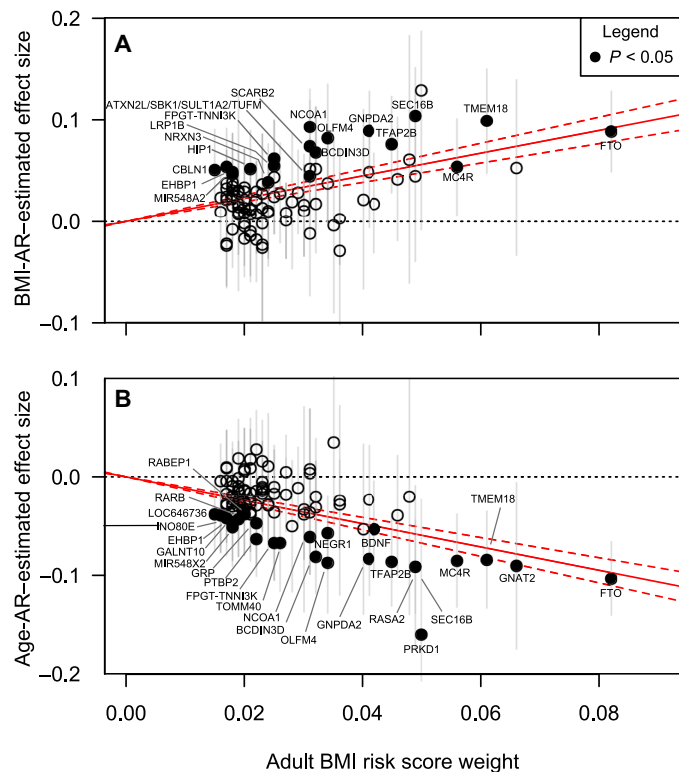 A
Legend
P < 0.05
0.2
0.1
0.0
−0.1
BMI-AR–estimated effect size
SCARB2
ATXN2L/SBK1/SULT1A2/TUFM
FPGT-TNNI3K
LRP1B
NRXN3
HIP1
CBLN1
EHBP1
MIR548A2
NCOA1
OLFM4
BCDIN3D
GNPDA2
TFAP2B
SEC16B
MC4R
TMEM18
FTO
B
0.1
0.0
−0.1
−0.2
Age-AR–estimated effect size
RABEP1
RARB
LOC646736
INO80E
EHBP1
GALNT10
MIR548X2
GRP
PTBP2
FPGT-TNNI3K
TOMM40
NCOA1
BCDIN3D
OLFM4
NEGR1
BDNF
TFAP2B
GNPDA2
RASA2
SEC16B
PRKD1
MC4R
TMEM18
GNAT2
FTO
0.00 0.02 0.04 0.06 0.08
Adult BMI risk score weight